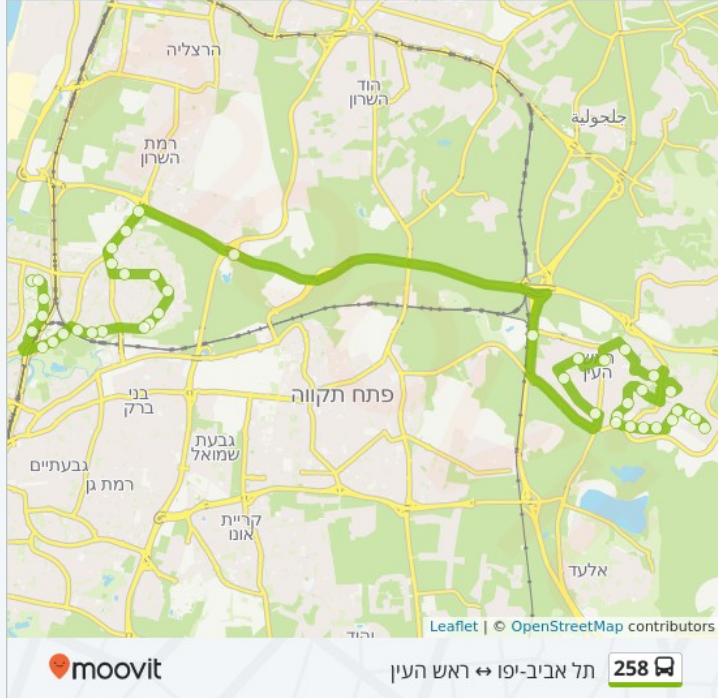 הרצליה
הוד
השרון
جلجولية
רמת
השרון
ראש
העין
פתח תקווה
בני
ברק
גבעת
שמואל
גבעתיים
רמת גן
קריית
אונו
אלעד
יהוד
Leaflet | © OpenStreetMap contributors
moovit
תל אביב-יפו ↔ ראש העין
258